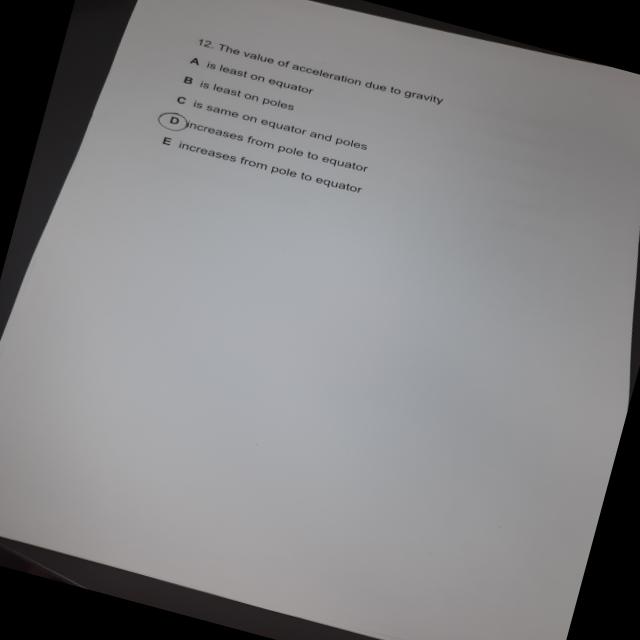 12. The value of acceleration due to gravity
A is least on equator
B is least on poles
C is same on equator and poles
D increases from pole to equator
E increases from pole to equator